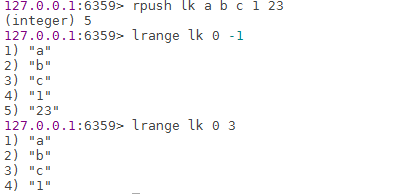 127.0.0.1:6359> rpush lk a b c 1 23
(integer) 5
127.0.0.1:6359> lrange lk 0 -1
1) "a"
2) "b"
3) "c"
4) "1"
5) "23"
127.0.0.1:6359> lrange lk 0 3
1) "a"
2) "b"
3) "c"
4) "1"